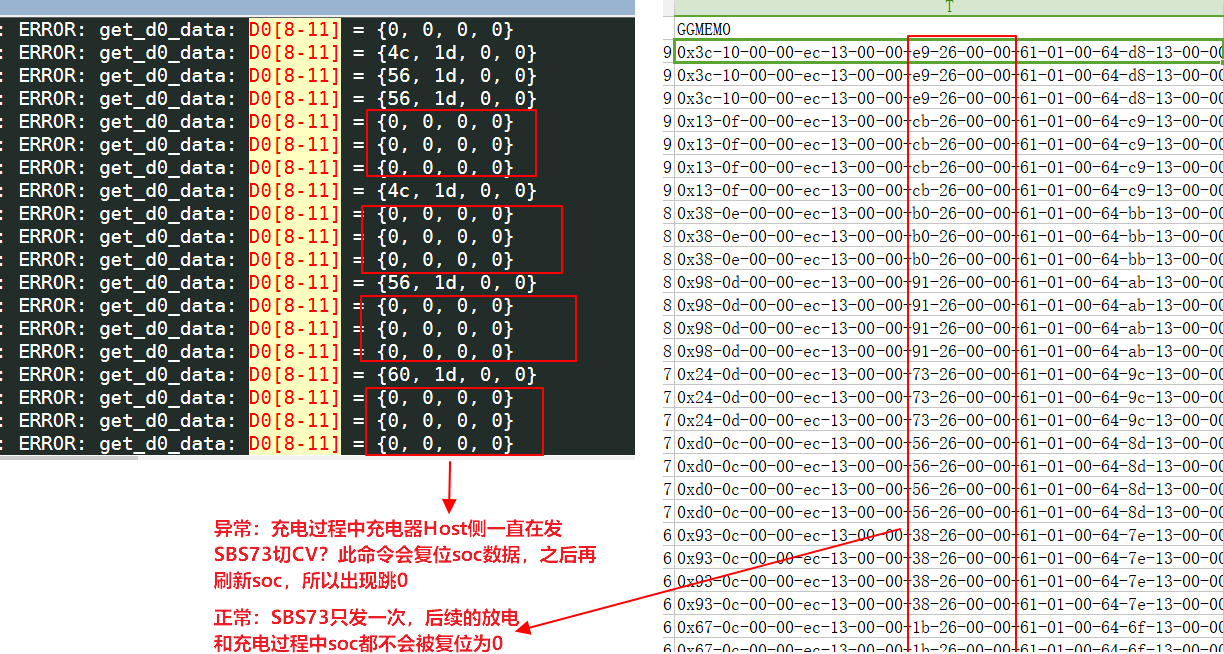 : ERROR: get_d0_data: D0[8-11] = {0, 0, 0, 0}
: ERROR: get_d0_data: D0[8-11] = {4c, 1d, 0, 0}
: ERROR: get_d0_data: D0[8-11] = {56, 1d, 0, 0}
: ERROR: get_d0_data: D0[8-11] = {56, 1d, 0, 0}
: ERROR: get_d0_data: D0[8-11] = {0, 0, 0, 0}
: ERROR: get_d0_data: D0[8-11] = {0, 0, 0, 0}
: ERROR: get_d0_data: D0[8-11] = {0, 0, 0, 0}
: ERROR: get_d0_data: D0[8-11] = {4c, 1d, 0, 0}
: ERROR: get_d0_data: D0[8-11] = {0, 0, 0, 0}
: ERROR: get_d0_data: D0[8-11] = {0, 0, 0, 0}
: ERROR: get_d0_data: D0[8-11] = {0, 0, 0, 0}
: ERROR: get_d0_data: D0[8-11] = {56, 1d, 0, 0}
: ERROR: get_d0_data: D0[8-11] = {0, 0, 0, 0}
: ERROR: get_d0_data: D0[8-11] = {0, 0, 0, 0}
: ERROR: get_d0_data: D0[8-11] = {0, 0, 0, 0}
: ERROR: get_d0_data: D0[8-11] = {60, 1d, 0, 0}
: ERROR: get_d0_data: D0[8-11] = {0, 0, 0, 0}
: ERROR: get_d0_data: D0[8-11] = {0, 0, 0, 0}
: ERROR: get_d0_data: D0[8-11] = {0, 0, 0, 0}
异常：充电过程中充电器Host侧一直在发
SBS73切CV？此命令会复位soc数据，之后再
刷新soc，所以出现跳0
正常：SBS73只发一次，后续的放电
和充电过程中soc都不会被复位为0
T
GGMEMO
9 0x3c-10-00-00-ec-13-00-00-e9-26-00-00-61-01-00-64-d8-13-00-00
9 0x3c-10-00-00-ec-13-00-00-e9-26-00-00-61-01-00-64-d8-13-00-00
9 0x3c-10-00-00-ec-13-00-00-e9-26-00-00-61-01-00-64-d8-13-00-00
9 0x13-0f-00-00-ec-13-00-00-cb-26-00-00-61-01-00-64-c9-13-00-00
9 0x13-0f-00-00-ec-13-00-00-cb-26-00-00-61-01-00-64-c9-13-00-00
9 0x13-0f-00-00-ec-13-00-00-cb-26-00-00-61-01-00-64-c9-13-00-00
9 0x13-0f-00-00-ec-13-00-00-cb-26-00-00-61-01-00-64-c9-13-00-00
8 0x38-0e-00-00-ec-13-00-00-b0-26-00-00-61-01-00-64-bb-13-00-00
8 0x38-0e-00-00-ec-13-00-00-b0-26-00-00-61-01-00-64-bb-13-00-00
8 0x38-0e-00-00-ec-13-00-00-b0-26-00-00-61-01-00-64-bb-13-00-00
8 0x98-0d-00-00-ec-13-00-00-91-26-00-00-61-01-00-64-ab-13-00-00
8 0x98-0d-00-00-ec-13-00-00-91-26-00-00-61-01-00-64-ab-13-00-00
8 0x98-0d-00-00-ec-13-00-00-91-26-00-00-61-01-00-64-ab-13-00-00
8 0x98-0d-00-00-ec-13-00-00-91-26-00-00-61-01-00-64-ab-13-00-00
7 0x24-0d-00-00-ec-13-00-00-73-26-00-00-61-01-00-64-9c-13-00-00
7 0x24-0d-00-00-ec-13-00-00-73-26-00-00-61-01-00-64-9c-13-00-00
7 0x24-0d-00-00-ec-13-00-00-73-26-00-00-61-01-00-64-9c-13-00-00
7 0xd0-0c-00-00-ec-13-00-00-56-26-00-00-61-01-00-64-8d-13-00-00
7 0xd0-0c-00-00-ec-13-00-00-56-26-00-00-61-01-00-64-8d-13-00-00
7 0xd0-0c-00-00-ec-13-00-00-56-26-00-00-61-01-00-64-8d-13-00-00
6 0x93-0c-00-00-ec-13-00-00-38-26-00-00-61-01-00-64-7e-13-00-00
6 0x93-0c-00-00-ec-13-00-00-38-26-00-00-61-01-00-64-7e-13-00-00
6 0x93-0c-00-00-ec-13-00-00-38-26-00-00-61-01-00-64-7e-13-00-00
6 0x93-0c-00-00-ec-13-00-00-38-26-00-00-61-01-00-64-7e-13-00-00
6 0x67-0c-00-00-ec-13-00-00-1b-26-00-00-61-01-00-64-6f-13-00-00
6 0x67-0c-00-00-ec-13-00-00-1b-26-00-00-61-01-00-64-6f-13-00-00